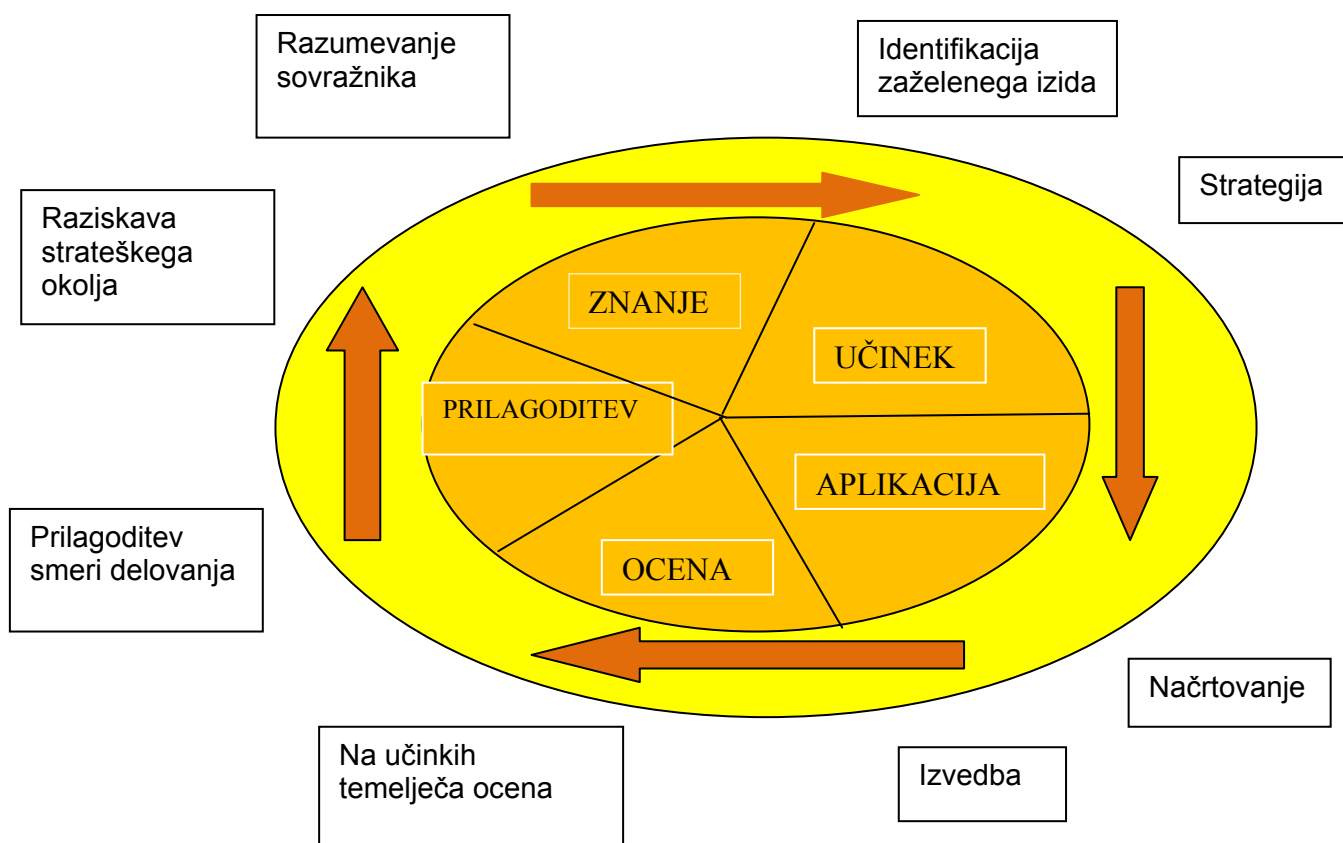 Razumevanje
sovražnika
Identifikacija
zaželenega izida
Strategija
Raziskava
strateškega
okolja
ZNANJE
UČINEK
PRILAGODITEV
APLIKACIJA
OCENA
Prilagoditev
smeri delovanja
Načrtovanje
Na učinkih
temelječa ocena
Izvedba